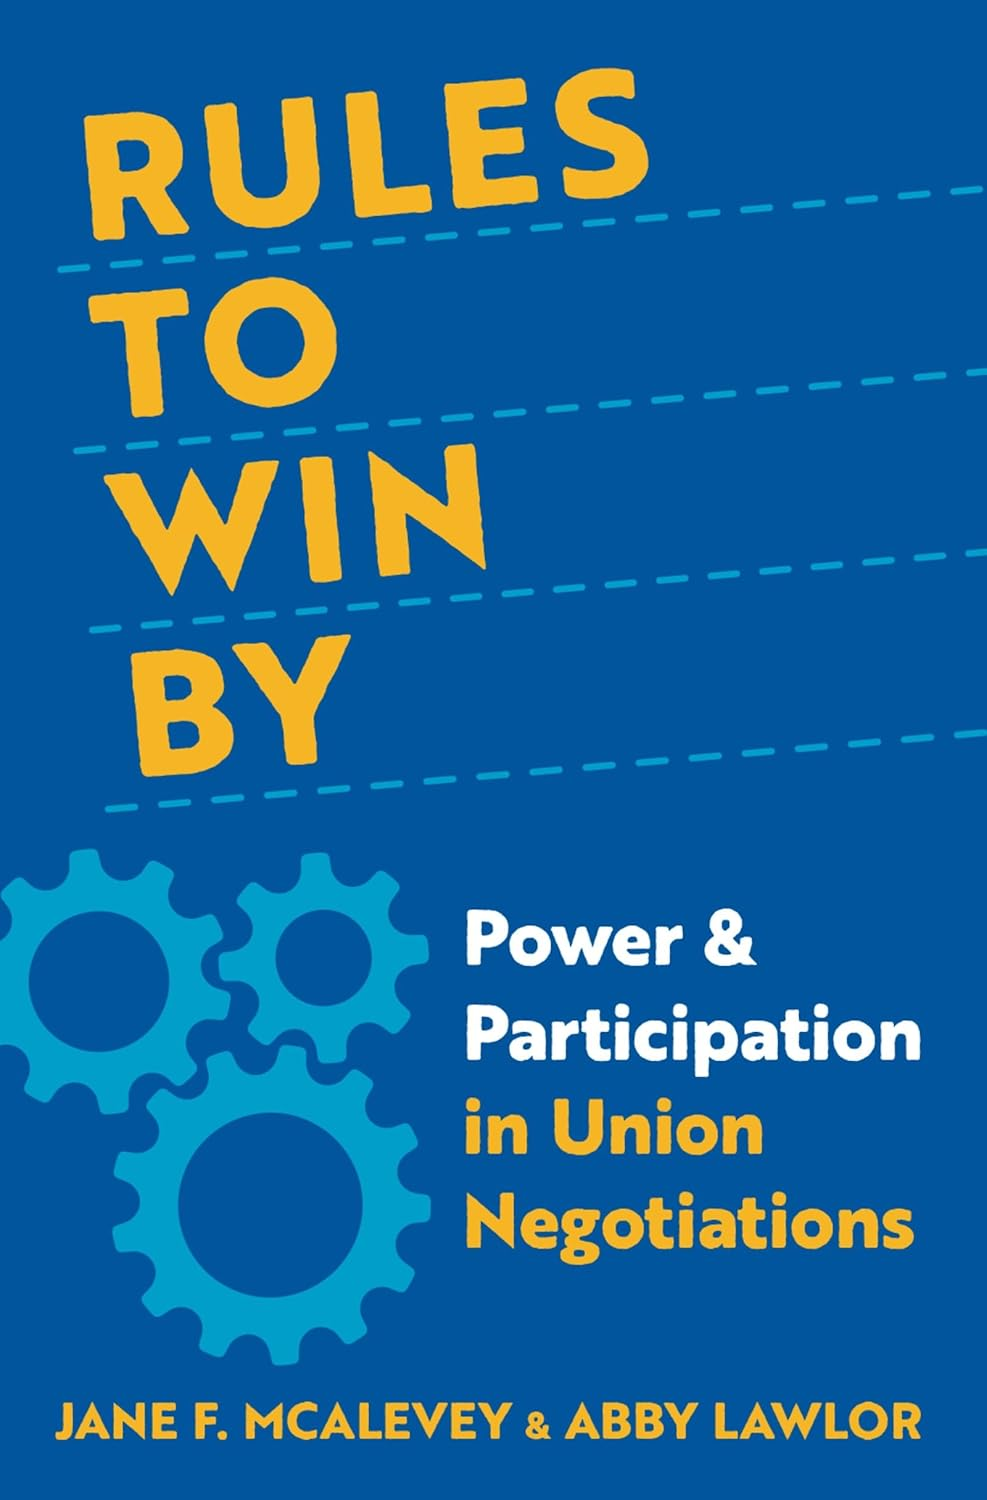 RULES
TO
WIN
BY
Power &
Participation
in Union
Negotiations
JANE F. MCALEVEY & ABBY LAWLOR